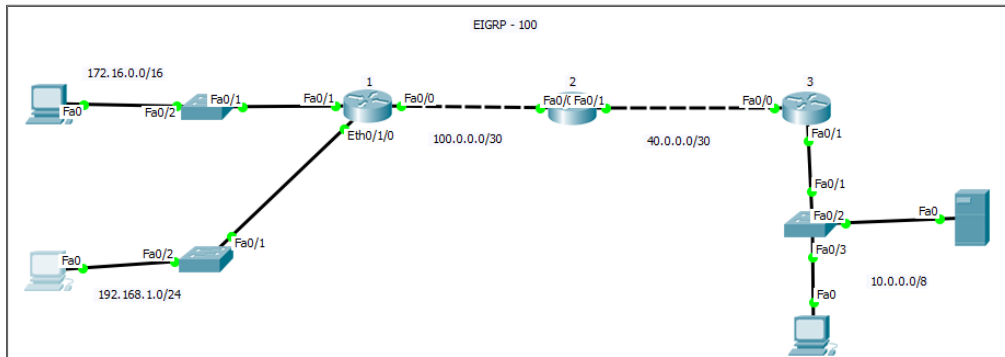 EIGRP - 100
172.16.0.0/16
1
2
3
Fa0
Fa0/2
Fa0/1
Fa0/1
Fa0/0
Fa0/1
Fa0/0
Eth0/1/0
100.0.0.0/30
40.0.0.0/30
Fa0/1
Fa0/1
Fa0/2
Fa0
Fa0/3
Fa0/1
Fa0/2
Fa0
10.0.0.0/8
192.168.1.0/24
Fa0